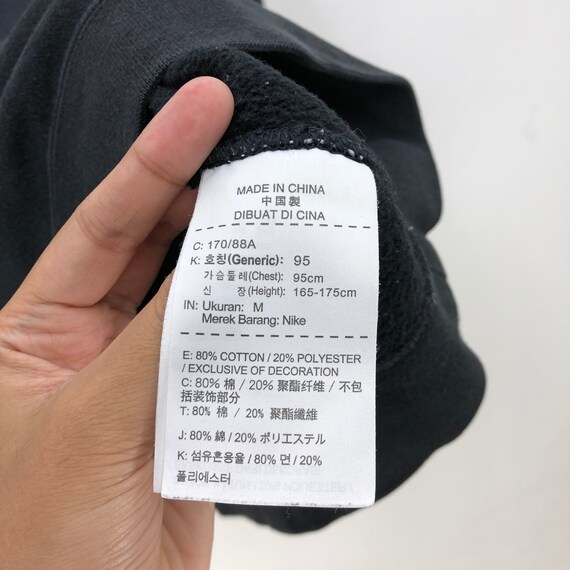 MADE IN CHINA
中国製
DIBUAT DI CINA
C: 170/88A
K: 호칭(Generic): 95
가슴둘레(Chest): 95cm
신 장(Height): 165-175cm
IN: Ukuran: M
Merek Barang: Nike
E: 80% COTTON / 20% POLYESTER
/ EXCLUSIVE OF DECORATION
C: 80% 棉 / 20% 聚酯纤维 / 不包
括装饰部分
T: 80% 棉 / 20% 聚酯纖維
J: 80% 綿 / 20% ポリエステル
K: 섬유혼용율 / 80% 면 / 20%
폴리에스터